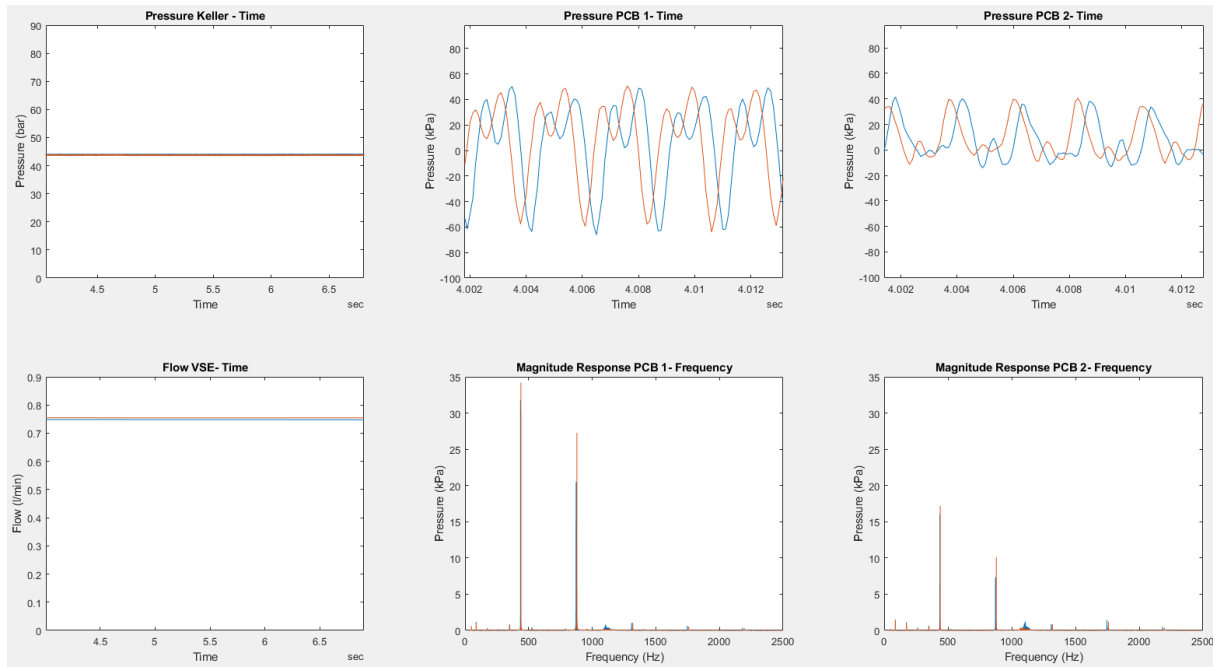 Pressure Keller - Time
90
80
70
60
50
40
30
20
10
0
Pressure (bar)
4.5 5 5.5 6 6.5
Time
sec
Pressure PCB 1- Time
80
60
40
20
0
-20
-40
-60
-80
-100
Pressure (kPa)
4.002 4.004 4.006 4.008 4.01 4.012
Time
sec
Pressure PCB 2- Time
80
60
40
20
0
-20
-40
-60
-80
-100
Pressure (kPa)
4.002 4.004 4.006 4.008 4.01 4.012
Time
sec
Flow VSE- Time
0.9
0.8
0.7
0.6
0.5
0.4
0.3
0.2
0.1
0
Flow (l/min)
4.5 5 5.5 6 6.5
Time
sec
Magnitude Response PCB 1- Frequency
35
30
25
20
15
10
5
0
Pressure (kPa)
0 500 1000 1500 2000 2500
Frequency (Hz)
Magnitude Response PCB 2- Frequency
35
30
25
20
15
10
5
0
Pressure (kPa)
0 500 1000 1500 2000 2500
Frequency (Hz)